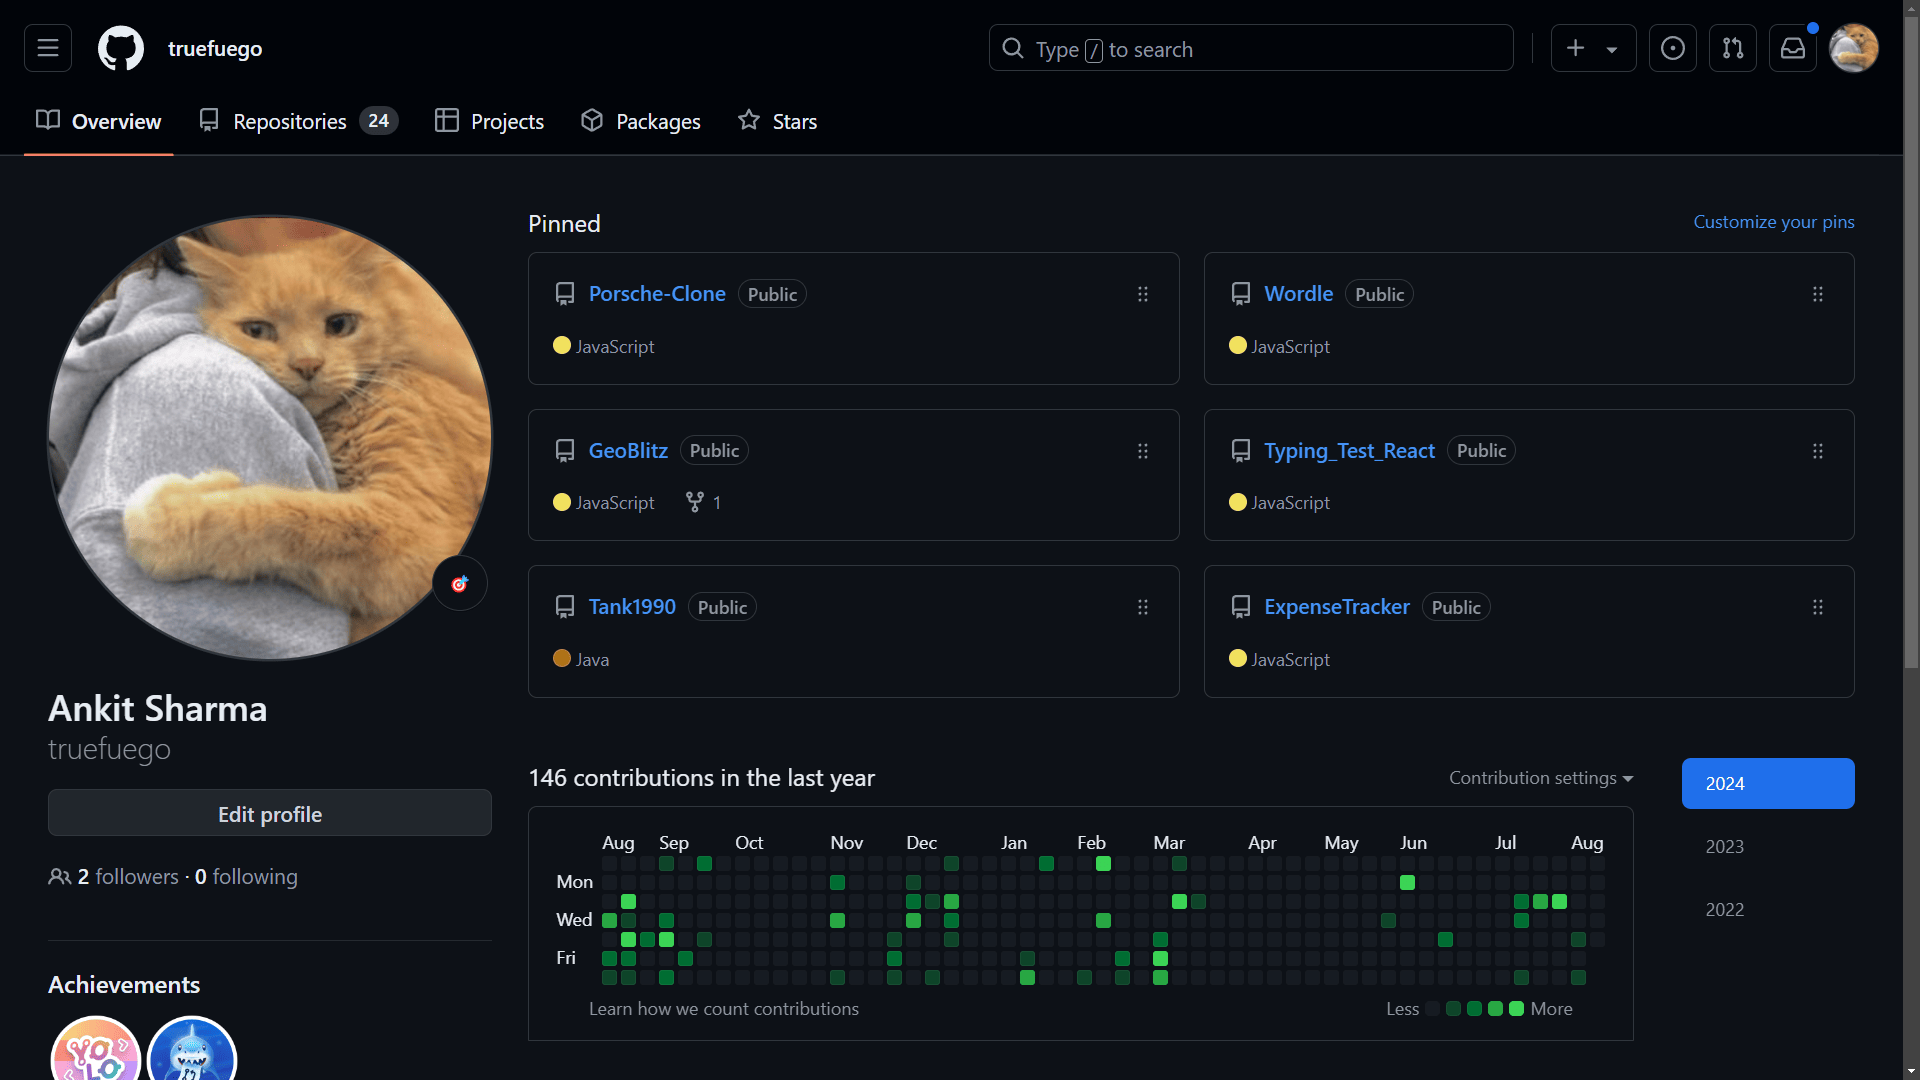 truefuego
Type / to search
Overview
Repositories 24
Projects
Packages
Stars
Pinned
Customize your pins
Porsche-Clone Public
JavaScript
Wordle Public
JavaScript
GeoBlitz Public
JavaScript 1
Typing_Test_React Public
JavaScript
Tank1990 Public
Java
ExpenseTracker Public
JavaScript
Ankit Sharma
truefuego
Edit profile
2 followers · 0 following
Achievements
YOLO
146 contributions in the last year
Contribution settings
2024
2023
2022
Aug Sep Oct Nov Dec Jan Feb Mar Apr May Jun Jul Aug
Mon
Wed
Fri
Learn how we count contributions
Less More